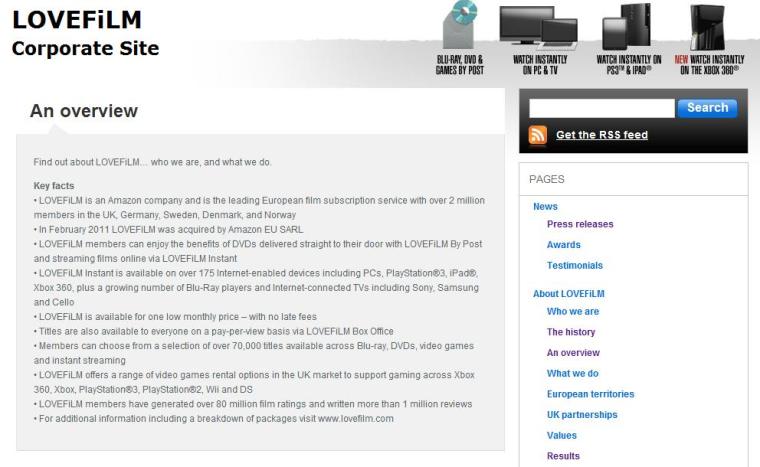 LOVEFiLM
Corporate Site
BLU-RAY, DVD &
GAMES BY POST
WATCH INSTANTLY
ON PC & TV
WATCH INSTANTLY ON
PS3™ & IPAD®
NEW WATCH INSTANTLY
ON THE XBOX 360®
An overview
Find out about LOVEFiLM... who we are, and what we do.
Key facts
• LOVEFiLM is an Amazon company and is the leading European film subscription service with over 2 million
members in the UK, Germany, Sweden, Denmark, and Norway
• In February 2011 LOVEFiLM was acquired by Amazon EU SARL
• LOVEFiLM members can enjoy the benefits of DVDs delivered straight to their door with LOVEFiLM By Post
and streaming films online via LOVEFiLM Instant
• LOVEFiLM Instant is available on over 175 Internet-enabled devices including PCs, PlayStation®3, iPad®,
Xbox 360, plus a growing number of Blu-Ray players and Internet-connected TVs including Sony, Samsung
and Cello
• LOVEFiLM is available for one low monthly price – with no late fees
• Titles are also available to everyone on a pay-per-view basis via LOVEFiLM Box Office
• Members can choose from a selection of over 70,000 titles available across Blu-ray, DVDs, video games
and instant streaming
• LOVEFiLM offers a range of video games rental options in the UK market to support gaming across Xbox
360, Xbox, PlayStation®3, PlayStation®2, Wii and DS
• LOVEFiLM members have generated over 80 million film ratings and written more than 1 million reviews
• For additional information including a breakdown of packages visit www.lovefilm.com
Search
Get the RSS feed
PAGES
News
Press releases
Awards
Testimonials
About LOVEFiLM
Who we are
The history
An overview
What we do
European territories
UK partnerships
Values
Results